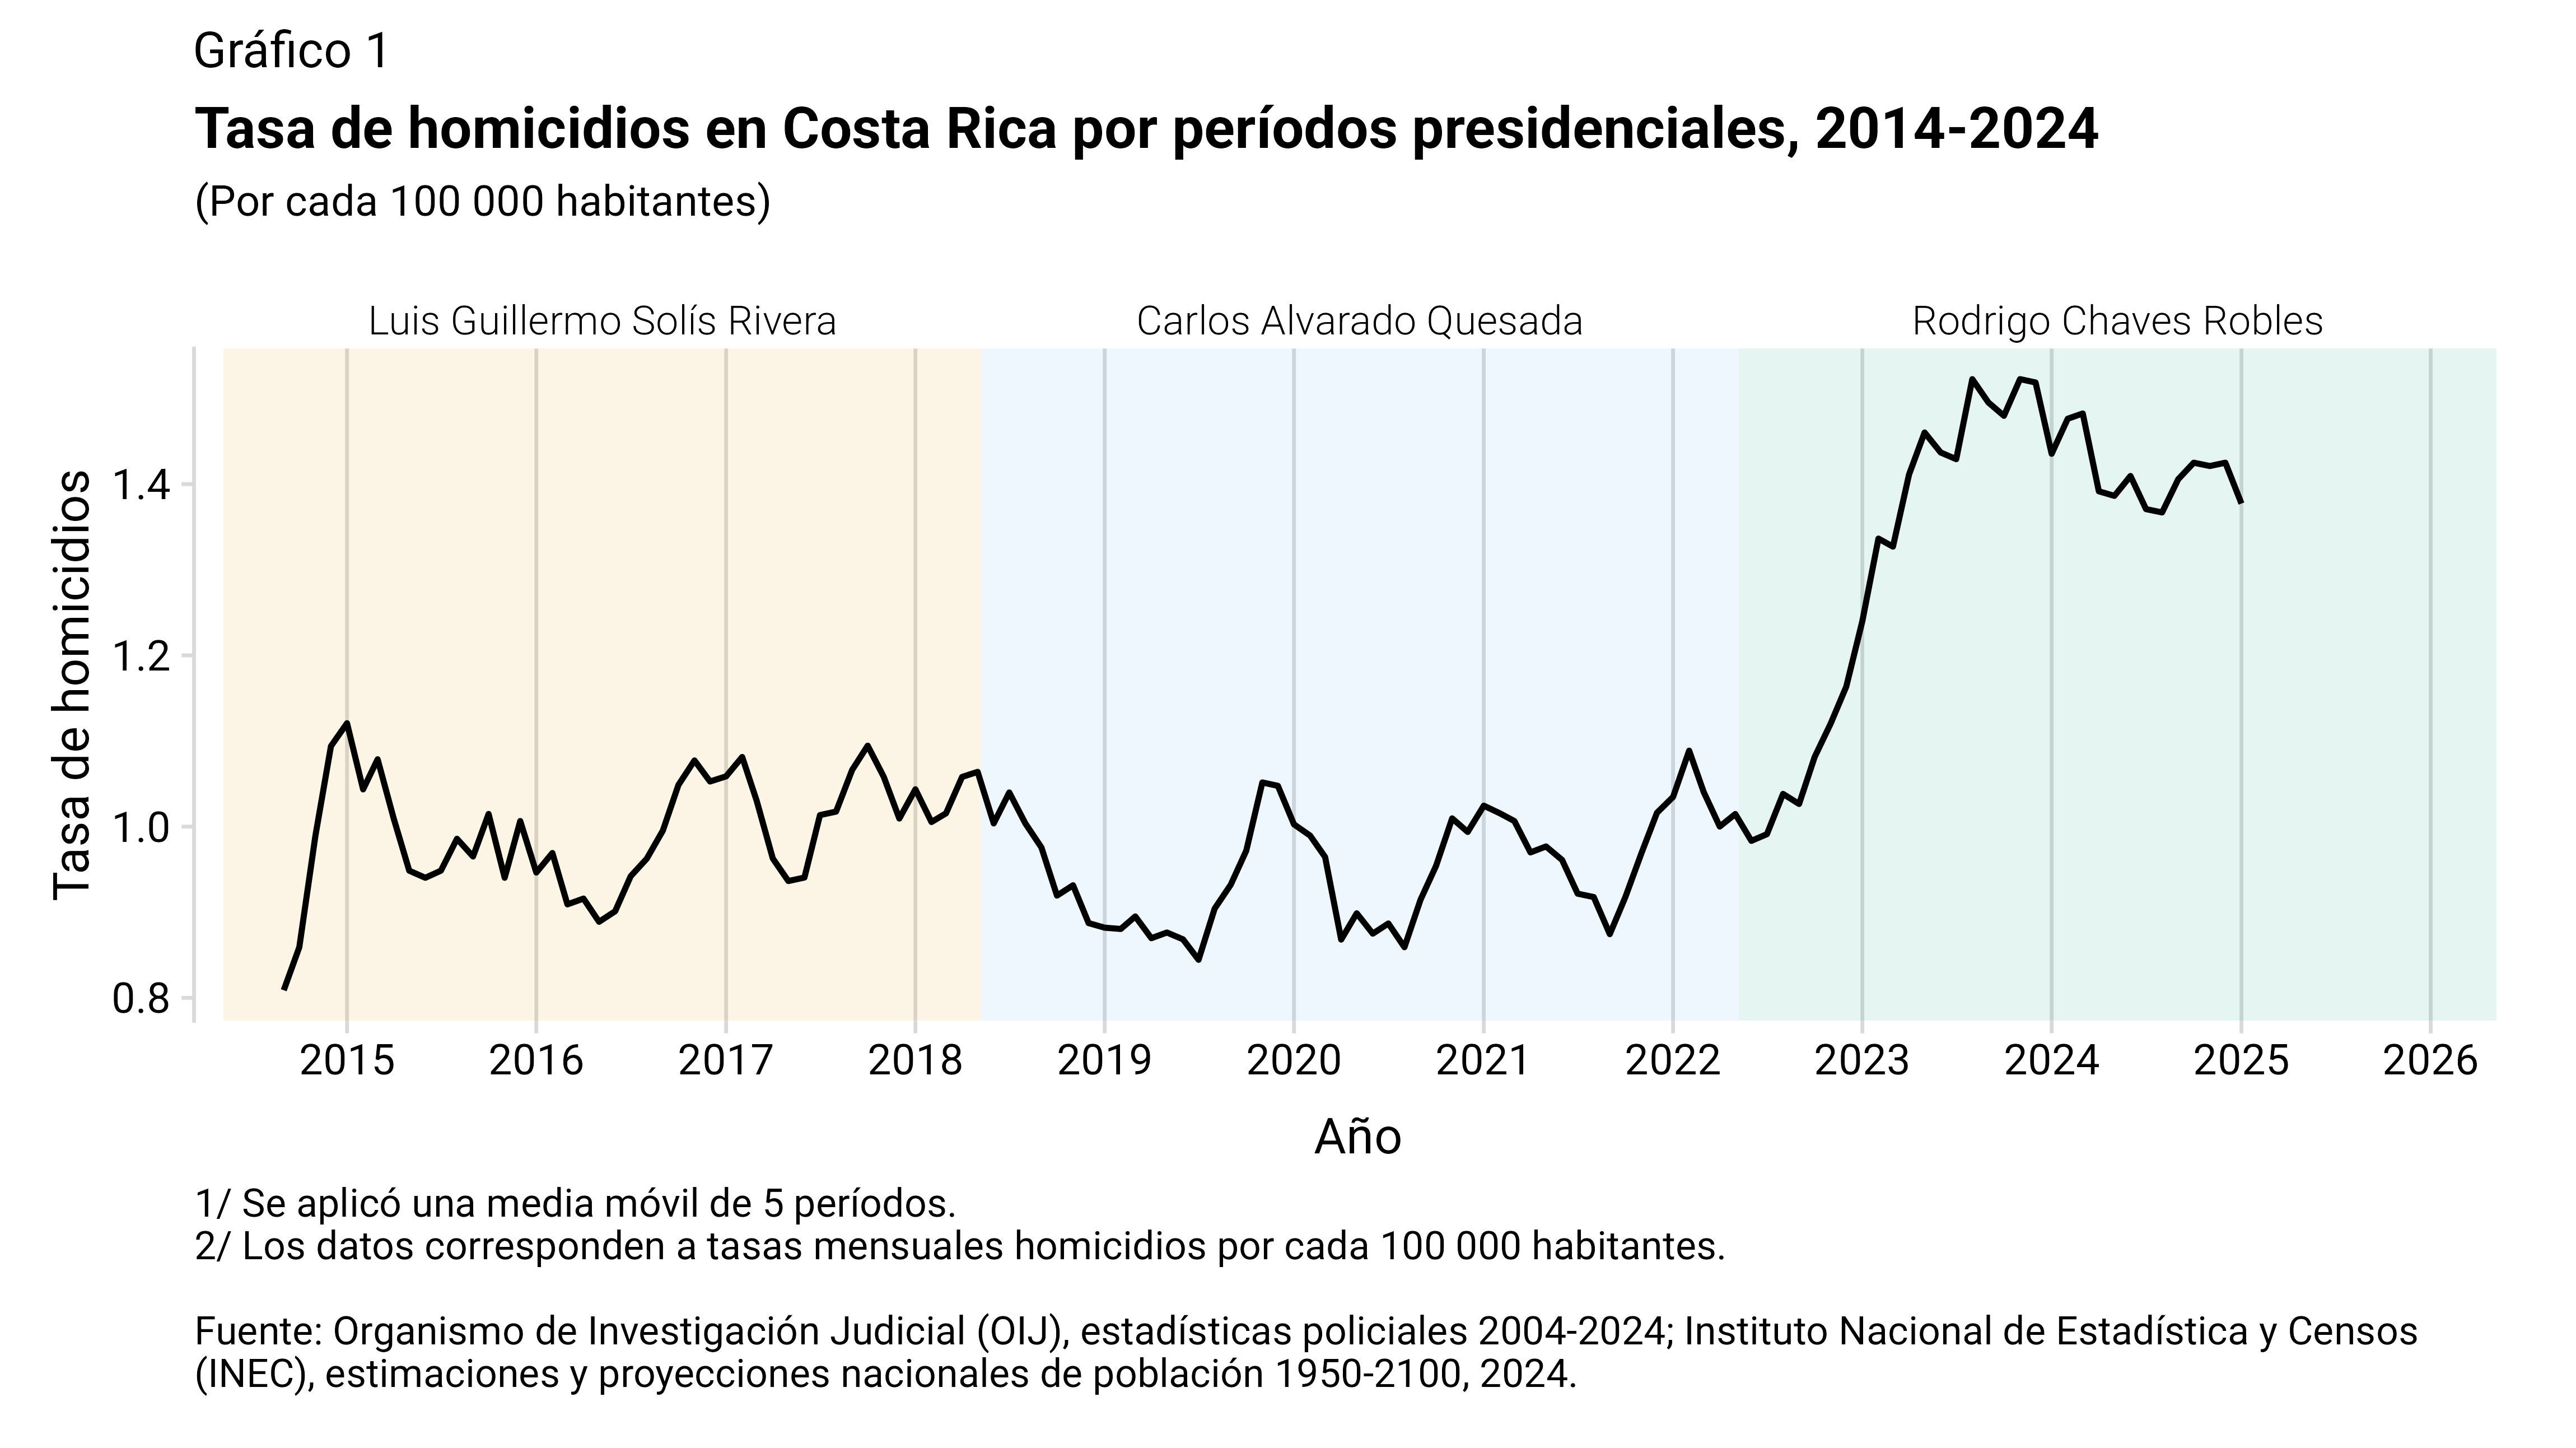 Gráfico 1
Tasa de homicidios en Costa Rica por períodos presidenciales, 2014-2024
(Por cada 100 000 habitantes)
Luis Guillermo Solís Rivera
Carlos Alvarado Quesada
Rodrigo Chaves Robles
Tasa de homicidios
1.4
1.2
1.0
0.8
2015
2016
2017
2018
2019
2020
2021
2022
2023
2024
2025
2026
Año
1/ Se aplicó una media móvil de 5 períodos.
2/ Los datos corresponden a tasas mensuales homicidios por cada 100 000 habitantes.
Fuente: Organismo de Investigación Judicial (OIJ), estadísticas policiales 2004-2024; Instituto Nacional de Estadística y Censos
(INEC), estimaciones y proyecciones nacionales de población 1950-2100, 2024.